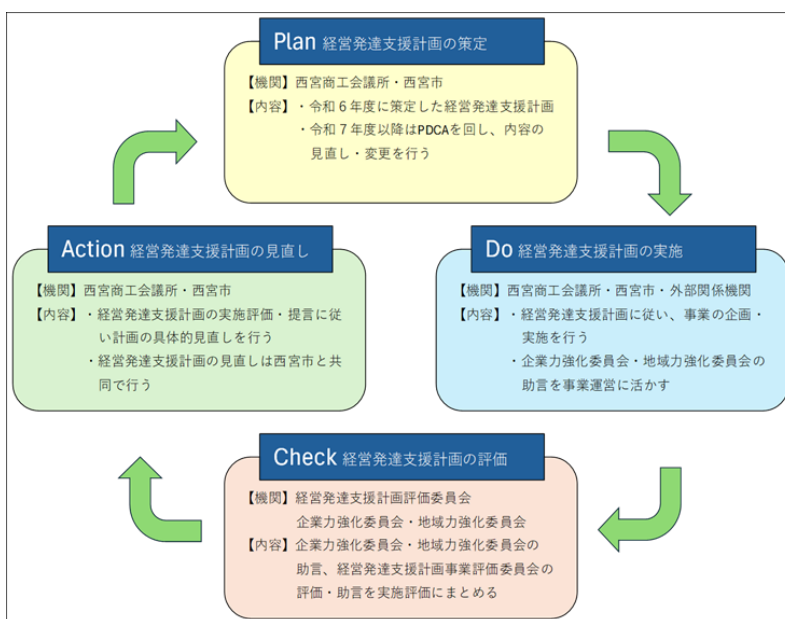 Plan 経営発達支援計画の策定
【機関】西宮商工会議所・西宮市
【内容】・令和６年度に策定した経営発達支援計画
・令和７年度以降はPDCAを回し、内容の
見直し・変更を行う
Do 経営発達支援計画の実施
【機関】西宮商工会議所・西宮市・外部関係機関
【内容】・経営発達支援計画に従い、事業の企画・
実施を行う
・企業力強化委員会・地域力強化委員会の
助言を事業運営に活かす
Check 経営発達支援計画の評価
【機関】経営発達支援計画評価委員会
企業力強化委員会・地域力強化委員会
【内容】企業力強化委員会・地域力強化委員会の
助言、経営発達支援計画事業評価委員会の
評価・助言を実施評価にまとめる
Action 経営発達支援計画の見直し
【機関】西宮商工会議所・西宮市
【内容】・経営発達支援計画の実施評価・提言に従
い計画の具体的見直しを行う
・経営発達支援計画の見直しは西宮市と共
同で行う